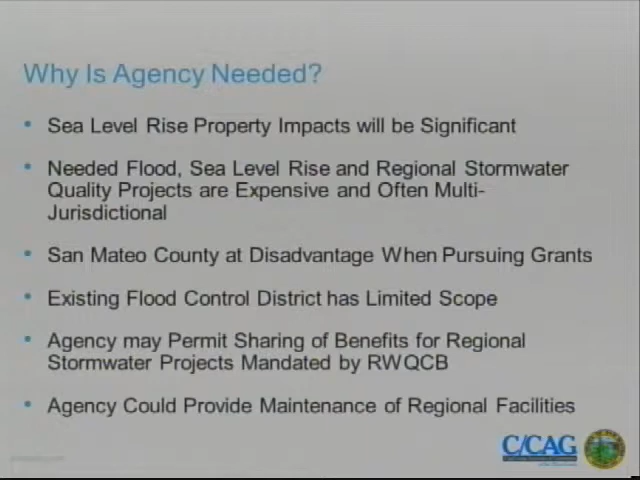 Why Is Agency Needed?
• Sea Level Rise Property Impacts will be Significant
• Needed Flood, Sea Level Rise and Regional Stormwater
Quality Projects are Expensive and Often Multi-
Jurisdictional
• San Mateo County at Disadvantage When Pursuing Grants
• Existing Flood Control District has Limited Scope
• Agency may Permit Sharing of Benefits for Regional
Stormwater Projects Mandated by RWQCB
• Agency Could Provide Maintenance of Regional Facilities
C/CAG